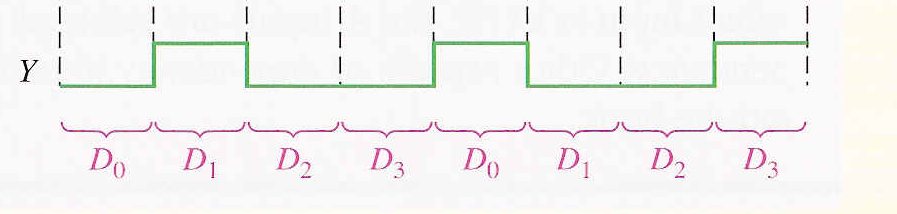 Y
D₀ D₁ D₂ D₃ D₀ D₁ D₂ D₃